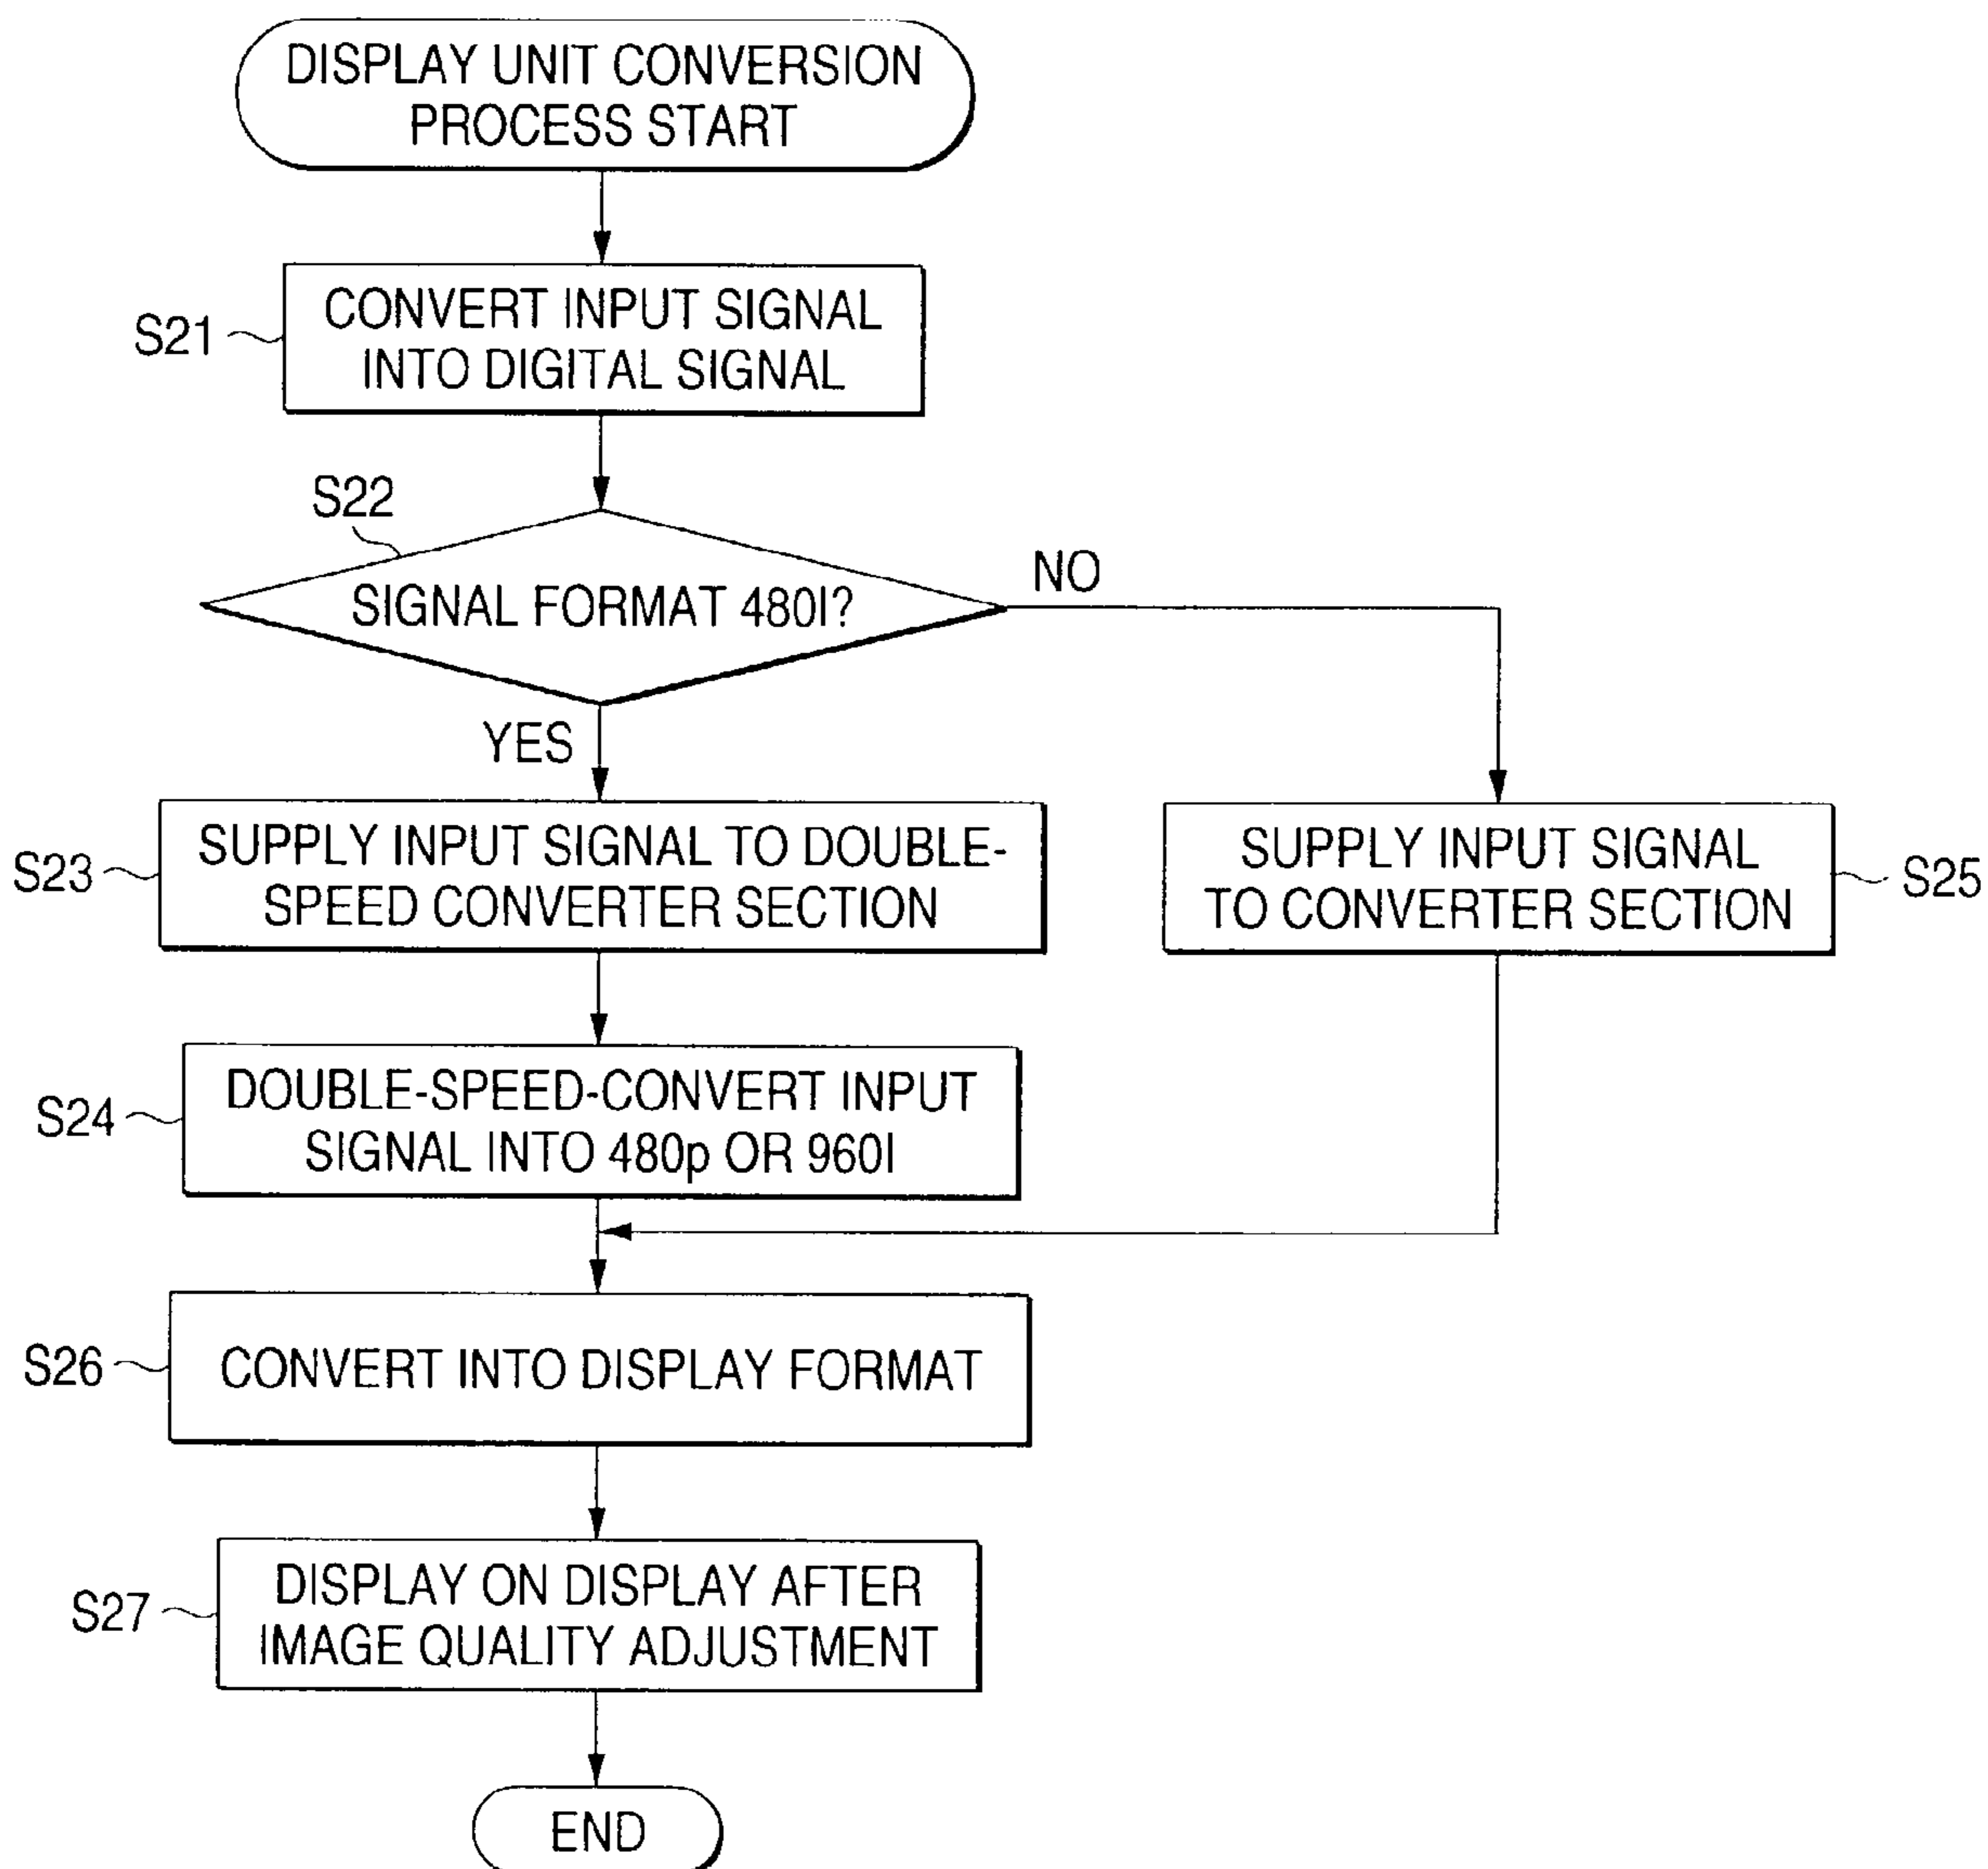 DISPLAY UNIT CONVERSION
PROCESS START
S21
CONVERT INPUT SIGNAL
INTO DIGITAL SIGNAL
S22
SIGNAL FORMAT 480I?
NO
YES
S23
SUPPLY INPUT SIGNAL TO DOUBLE-
SPEED CONVERTER SECTION
SUPPLY INPUT SIGNAL
TO CONVERTER SECTION
S25
S24
DOUBLE-SPEED-CONVERT INPUT
SIGNAL INTO 480p OR 960I
S26
CONVERT INTO DISPLAY FORMAT
S27
DISPLAY ON DISPLAY AFTER
IMAGE QUALITY ADJUSTMENT
END